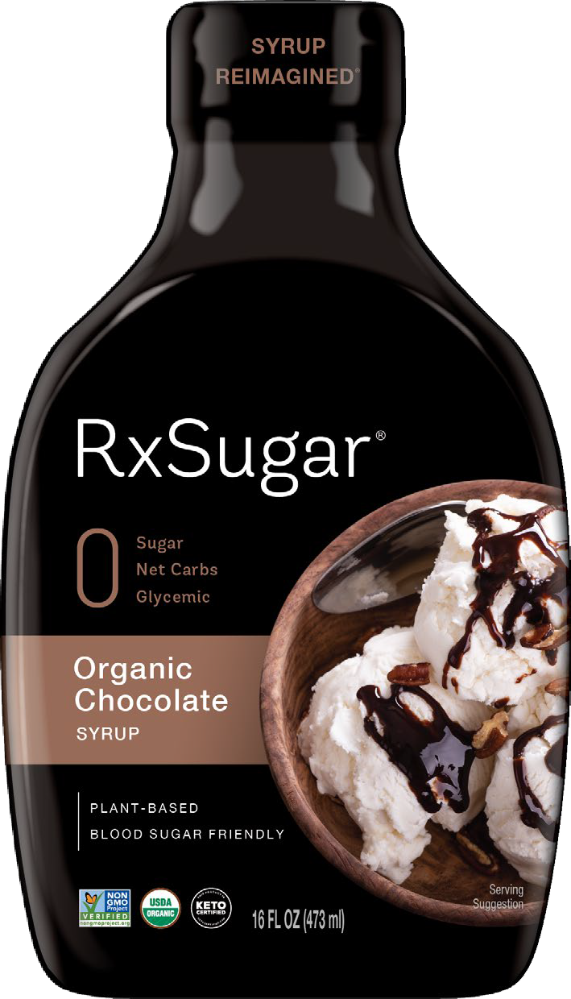 SYRUP
REIMAGINED®
RxSugar®
0
Sugar
Net Carbs
Glycemic
Organic
Chocolate
SYRUP
PLANT-BASED
BLOOD SUGAR FRIENDLY
NON
GMO
Project
VERIFIED
nongmoproject.org
USDA
ORGANIC
KETO
CERTIFIED
16 FL OZ (473 ml)
Serving
Suggestion